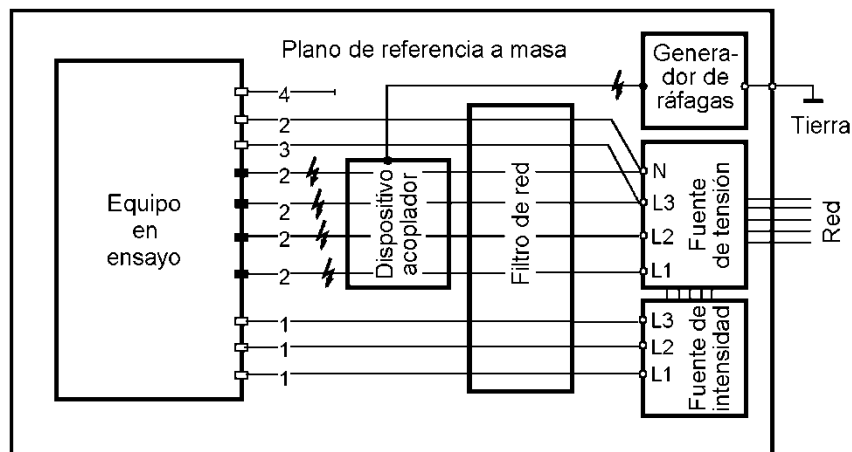 Plano de referencia a masa
Genera-
dor de
ráfagas
Tierra
4
2
3
2
2
2
2
1
1
1
Equipo
en
ensayo
Dispositivo
acoplador
Filtro de red
N
L3
L2
L1
Fuente
de tensión
Red
L3
L2
L1
Fuente de
intensidad